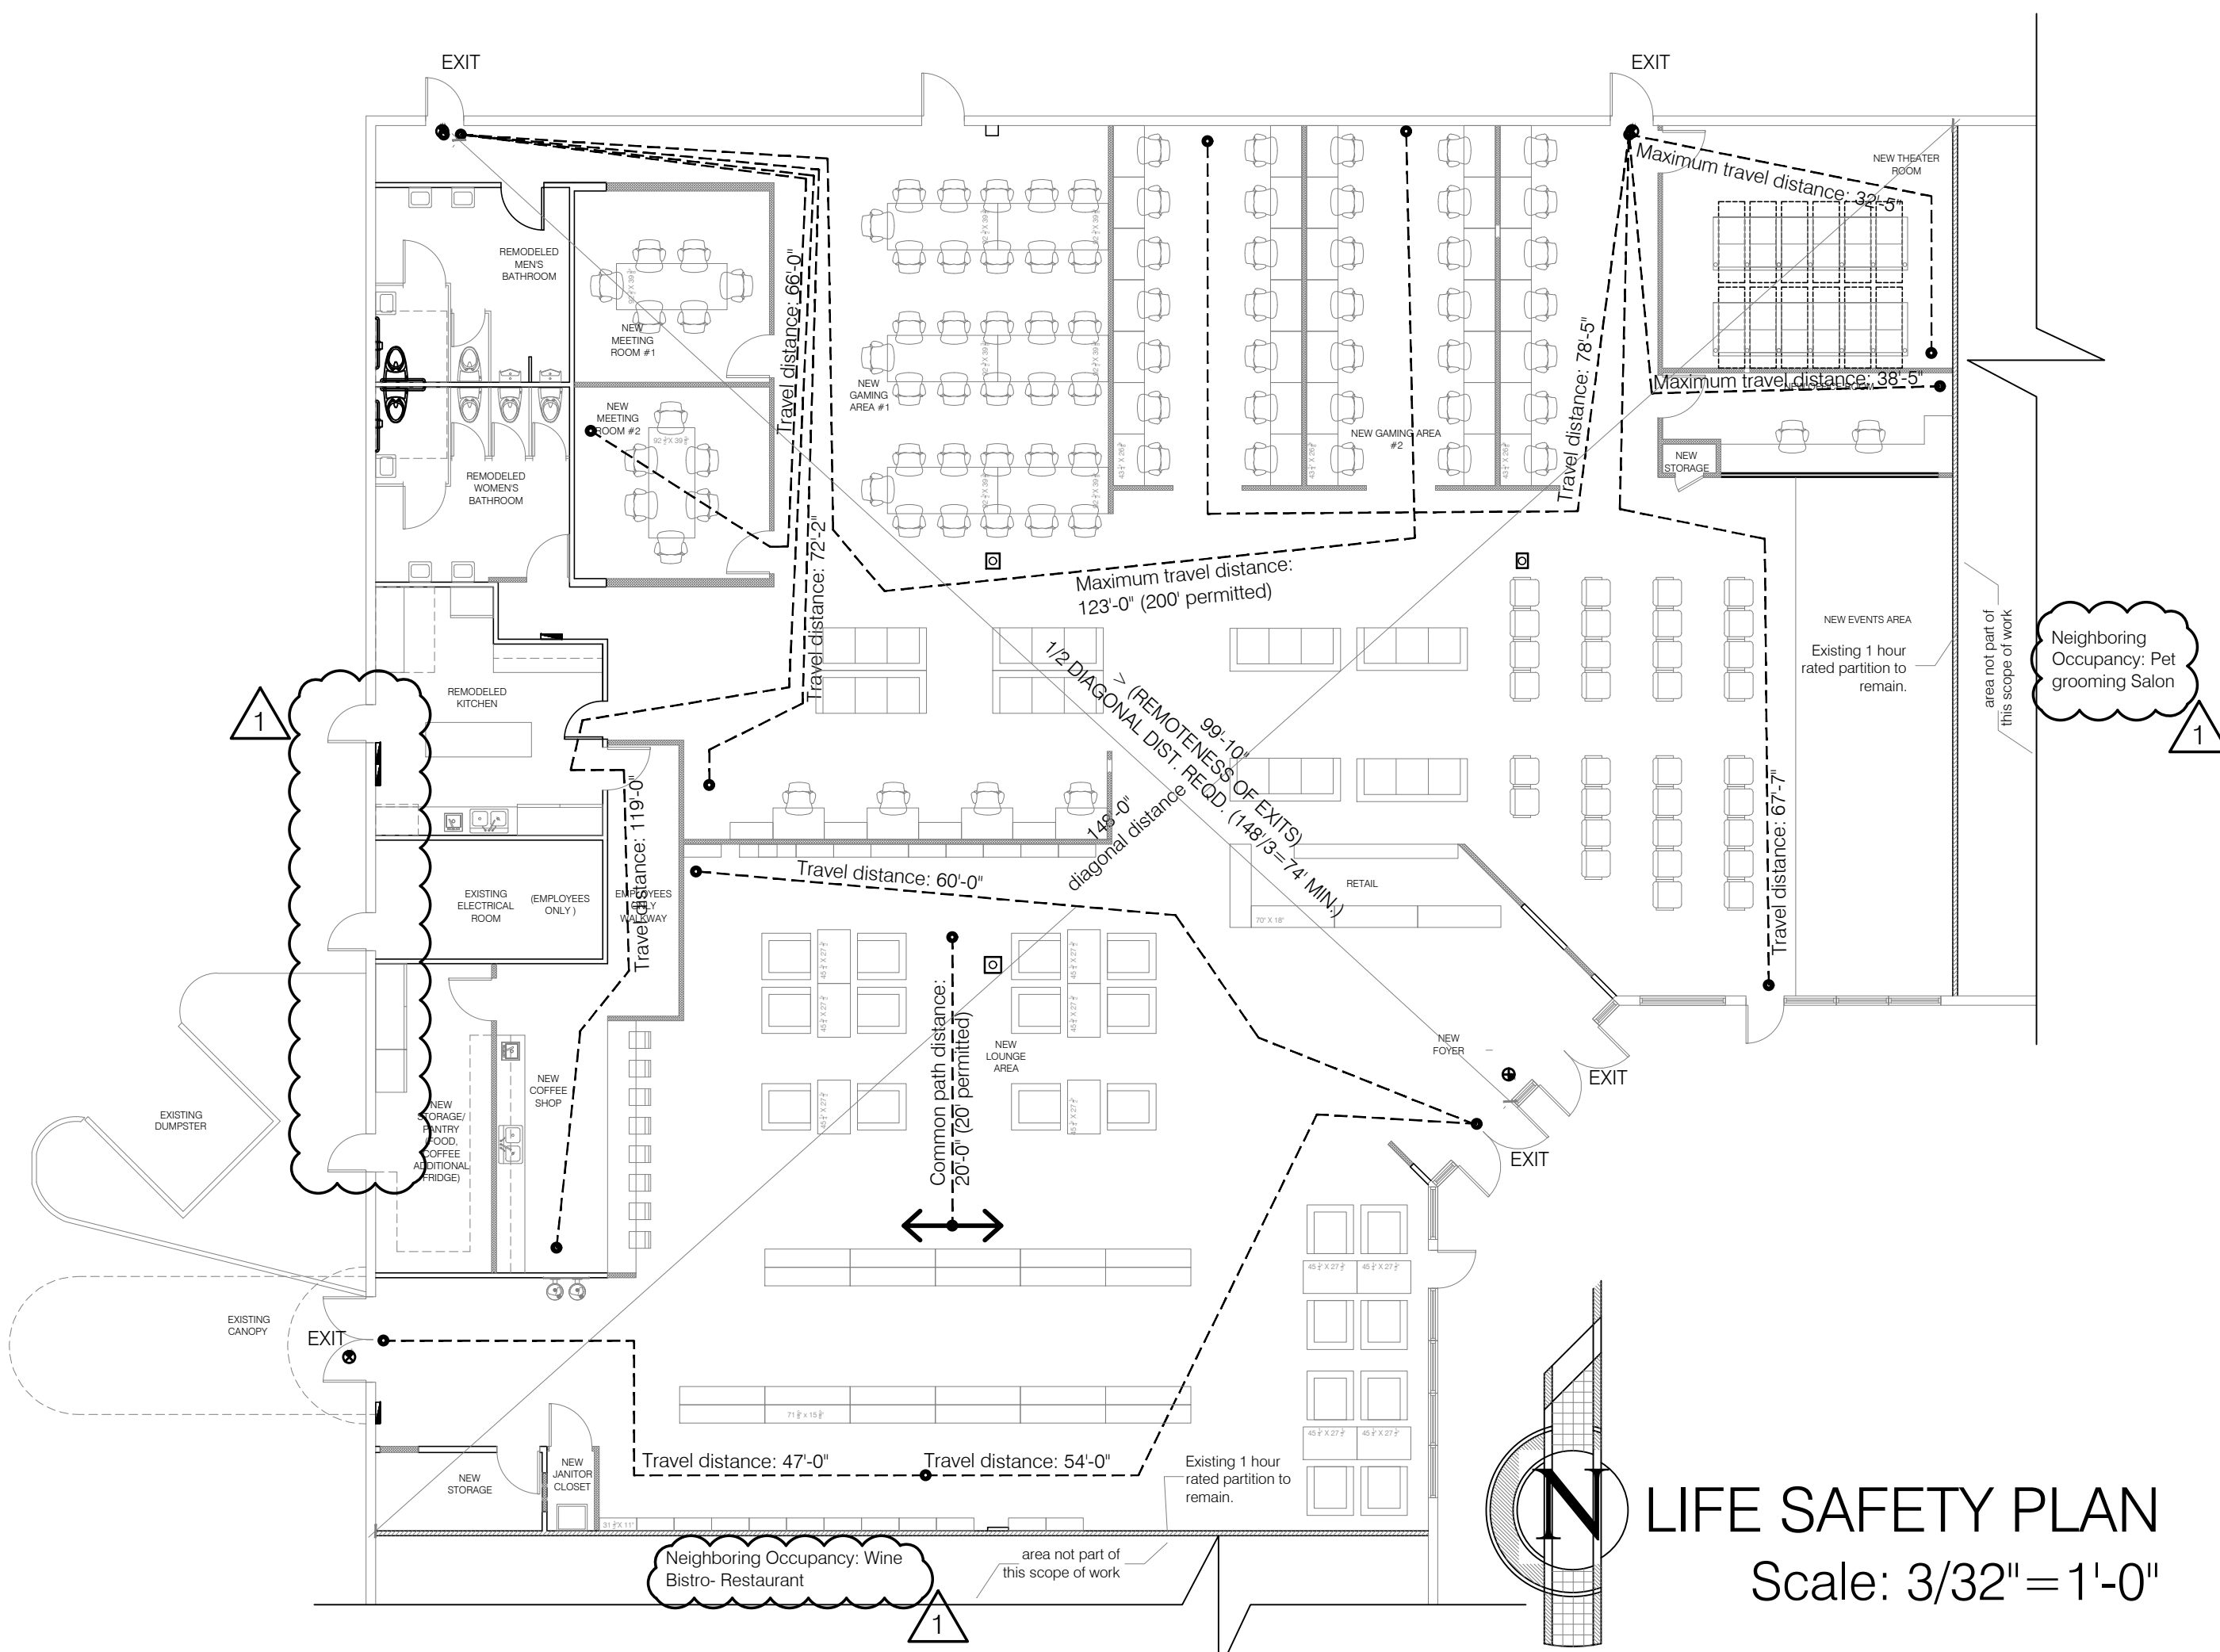 EXIT
EXIT
NEW THEATER
ROOM
Maximum travel distance: 32'-5"
REMODELED
MEN'S
BATHROOM
NEW
MEETING
ROOM #1
Travel distance: 66'-0"
NEW
GAMING
AREA #1
NEW
MEETING
ROOM #2
REMODELED
WOMEN'S
BATHROOM
NEW GAMING AREA
#2
Travel distance: 78'-5"
Maximum travel distance: 38'-5"
NEW
STORAGE
Travel distance: 72'-2"
Maximum travel distance:
123'-0" (200' permitted)
NEW EVENTS AREA
Existing 1 hour
rated partition to
remain.
area not part of
this scope of work
Neighboring
Occupancy: Pet
grooming Salon
1
1
REMODELED
KITCHEN
99'-10"
> (REMOTENESS OF EXITS)
1/2 DIAGONAL DIST. REQD. (148'/3=74' MIN.)
148'-0"
diagonal distance
Travel distance: 119'-0"
Travel distance: 60'-0"
Travel distance: 67'-7"
RETAIL
70" X 18"
EXISTING
ELECTRICAL
ROOM
(EMPLOYEES
ONLY )
EMPLOYEES
ONLY
WALKWAY
Common path distance:
20'-0" (20' permitted)
NEW
LOUNGE
AREA
NEW
FOYER
EXIT
EXIT
NEW
COFFEE
SHOP
NEW
STORAGE/
PANTRY
(FOOD,
COFFEE
ADDITIONAL
FRIDGE)
EXISTING
DUMPSTER
EXISTING
CANOPY
EXIT
Travel distance: 47'-0"
Travel distance: 54'-0"
NEW
STORAGE
NEW
JANITOR
CLOSET
31 ½"X 11"
Existing 1 hour
rated partition to
remain.
area not part of
this scope of work
Neighboring Occupancy: Wine
Bistro- Restaurant
1
N
LIFE SAFETY PLAN
Scale: 3/32"=1'-0"